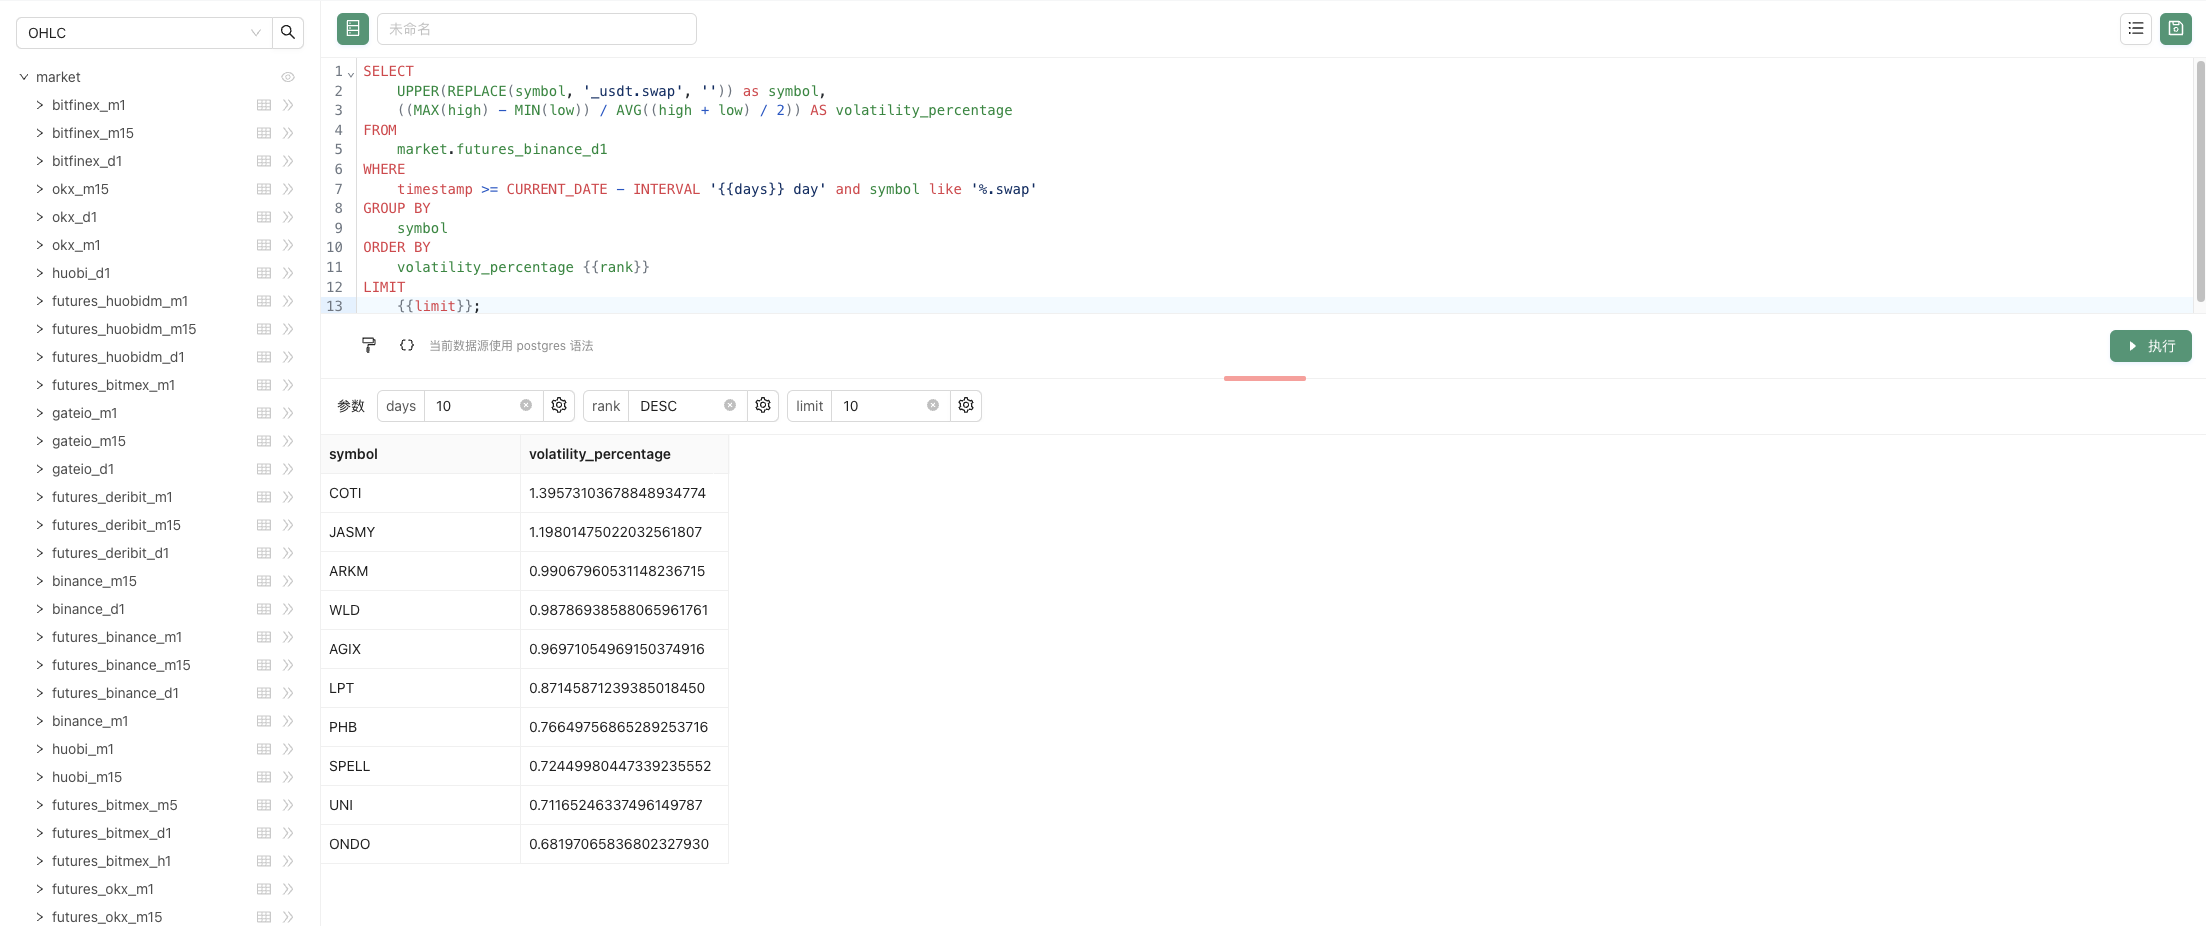 OHLC
market
bitfinex_m1
bitfinex_m15
bitfinex_d1
okx_m15
okx_d1
okx_m1
huobi_d1
futures_huobidm_m1
futures_huobidm_m15
futures_huobidm_d1
futures_bitmex_m1
gateio_m1
gateio_m15
gateio_d1
futures_deribit_m1
futures_deribit_m15
futures_deribit_d1
binance_m15
binance_d1
futures_binance_m1
futures_binance_m15
futures_binance_d1
binance_m1
huobi_m1
huobi_m15
futures_bitmex_m5
futures_bitmex_d1
futures_bitmex_h1
futures_okx_m1
futures_okx_m15
未命名
1 SELECT
2 UPPER(REPLACE(symbol, '_usdt.swap', '')) as symbol,
3 ((MAX(high) - MIN(low)) / AVG((high + low) / 2)) AS volatility_percentage
4 FROM
5 market.futures_binance_d1
6 WHERE
7 timestamp >= CURRENT_DATE - INTERVAL '{{days}} day' and symbol like '%.swap'
8 GROUP BY
9 symbol
10 ORDER BY
11 volatility_percentage {{rank}}
12 LIMIT
13 {{limit}};
{} 当前数据源使用 postgres 语法
执行
参数 days 10 rank DESC limit 10
symbol volatility_percentage
COTI 1.39573103678848934774
JASMY 1.19801475022032561807
ARKM 0.99067960531148236715
WLD 0.98786938588065961761
AGIX 0.96971054969150374916
LPT 0.87145871239385018450
PHB 0.76649756865289253716
SPELL 0.72449980447339235552
UNI 0.71165246337496149787
ONDO 0.68197065836802327930